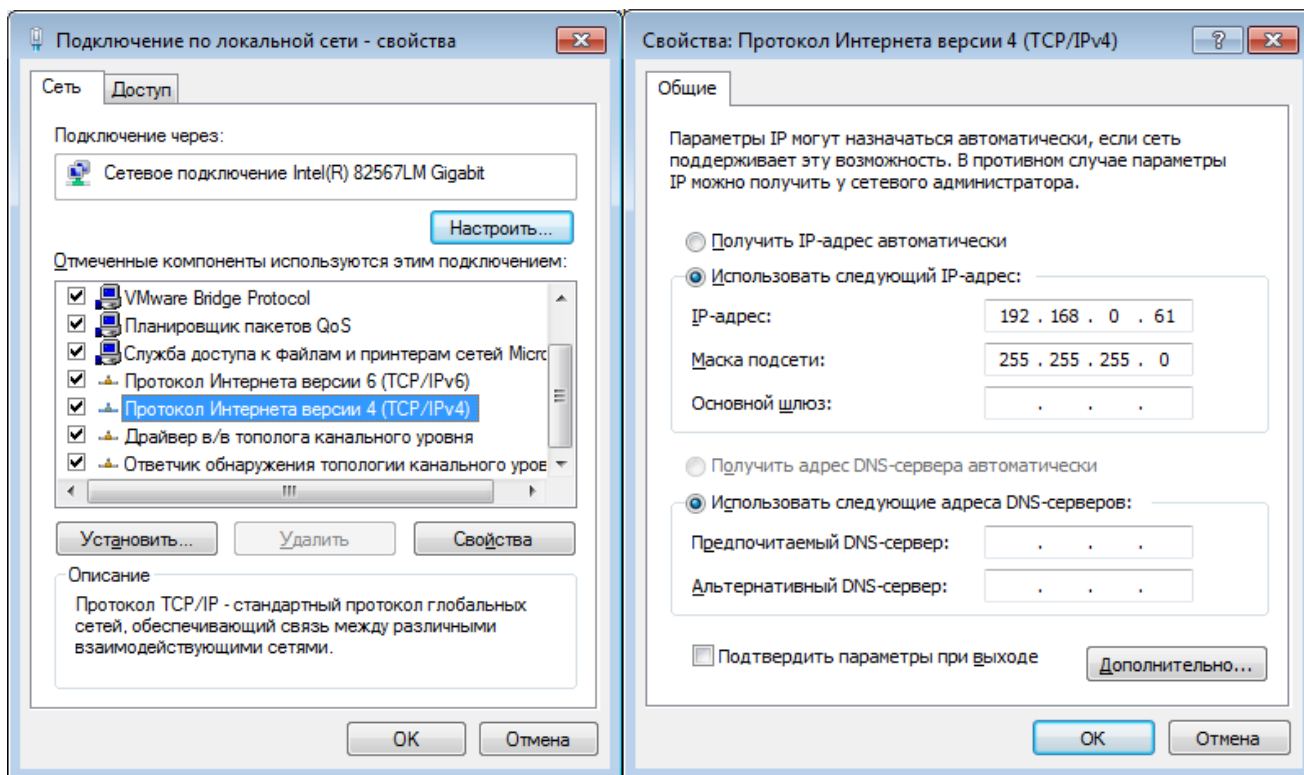 Подключение по локальной сети - свойства
Сеть
Доступ
Подключение через:
Сетевое подключение Intel(R) 82567LM Gigabit
Настроить...
Отмеченные компоненты используются этим подключением:
VMware Bridge Protocol
Планировщик пакетов QoS
Служба доступа к файлам и принтерам сетей Micro
Протокол Интернета версии 6 (TCP/IPv6)
Протокол Интернета версии 4 (TCP/IPv4)
Драйвер в/в тополога канального уровня
Ответчик обнаружения топологии канального уров
Установить...
Удалить
Свойства
Описание
Протокол TCP/IP - стандартный протокол глобальных
сетей, обеспечивающий связь между различными
взаимодействующими сетями.
OK
Отмена
Свойства: Протокол Интернета версии 4 (TCP/IPv4)
Общие
Параметры IP могут назначаться автоматически, если сеть
поддерживает эту возможность. В противном случае параметры
IP можно получить у сетевого администратора.
Получить IP-адрес автоматически
Использовать следующий IP-адрес:
IP-адрес: 192 . 168 . 0 . 61
Маска подсети: 255 . 255 . 255 . 0
Основной шлюз: . . .
Получить адрес DNS-сервера автоматически
Использовать следующие адреса DNS-серверов:
Предпочитаемый DNS-сервер: . . .
Альтернативный DNS-сервер: . . .
Подтвердить параметры при выходе
Дополнительно...
OK
Отмена